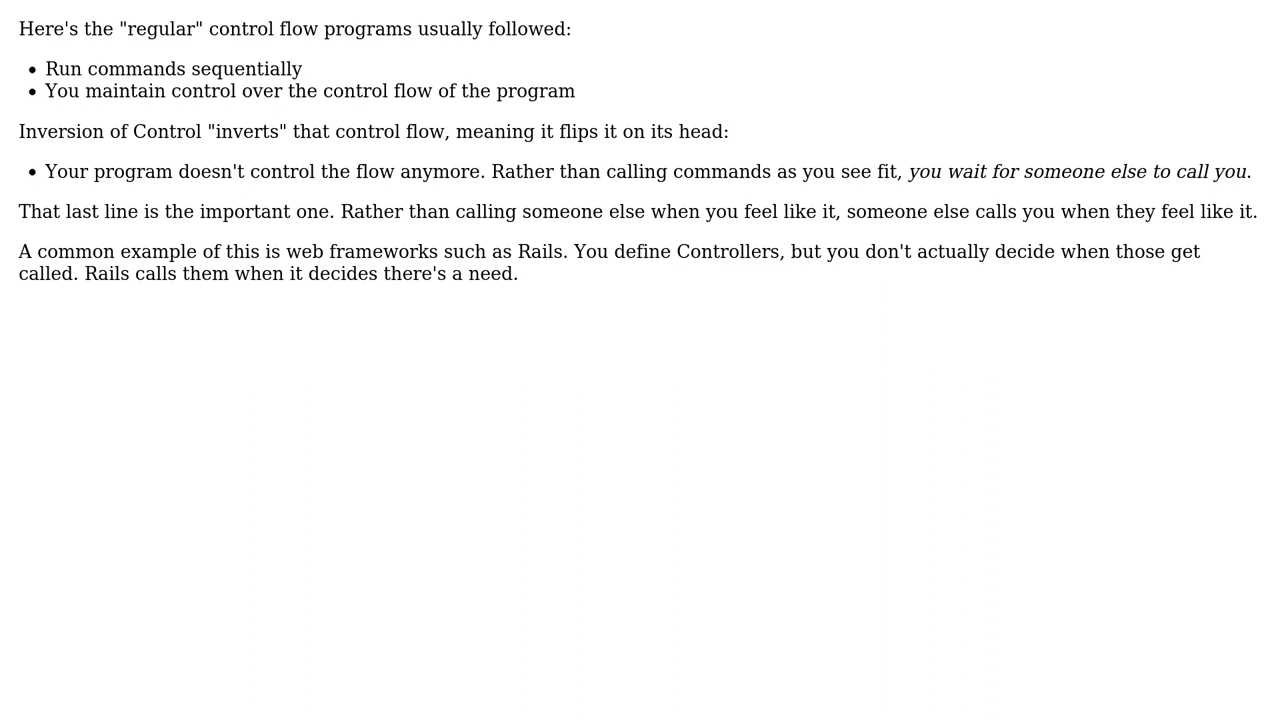 Here's the "regular" control flow programs usually followed:
• Run commands sequentially
• You maintain control over the control flow of the program
Inversion of Control "inverts" that control flow, meaning it flips it on its head:
• Your program doesn't control the flow anymore. Rather than calling commands as you see fit, you wait for someone else to call you.
That last line is the important one. Rather than calling someone else when you feel like it, someone else calls you when they feel like it.
A common example of this is web frameworks such as Rails. You define Controllers, but you don't actually decide when those get
called. Rails calls them when it decides there's a need.